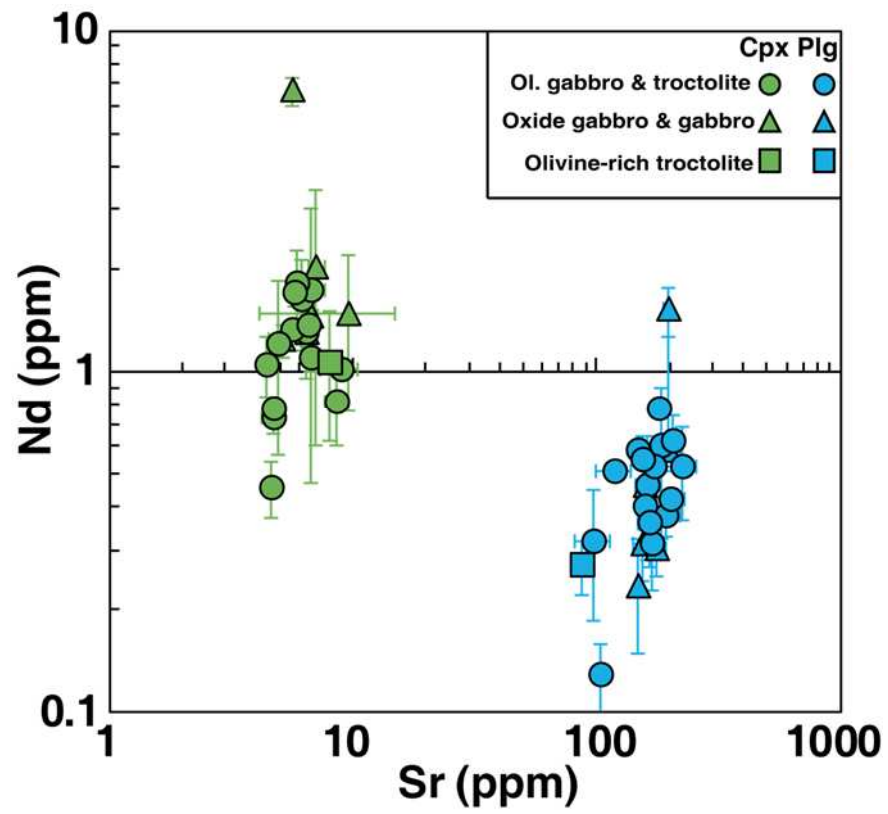 10
Cpx Plg
Ol. gabbro & troctolite
Oxide gabbro & gabbro
Olivine-rich troctolite
Nd (ppm)
1
0.1
1 10 100 1000
Sr (ppm)